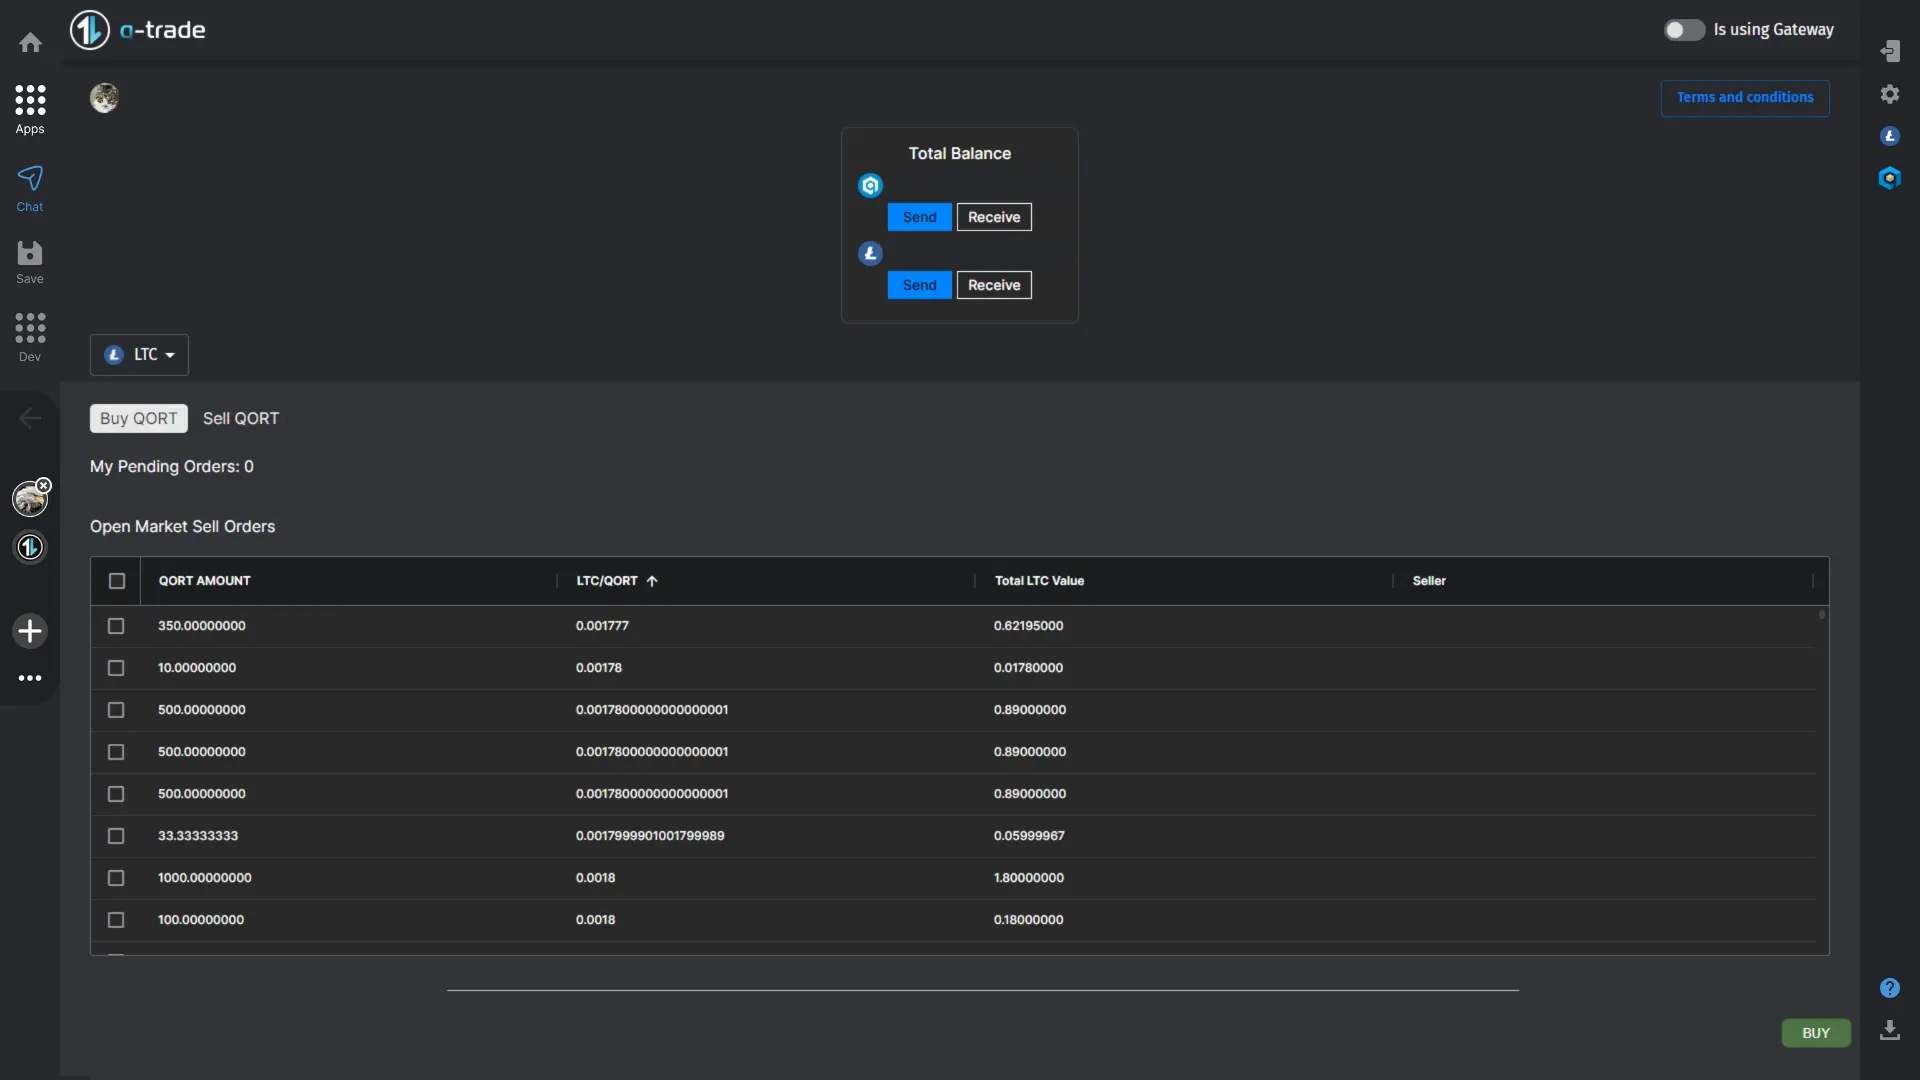 q-trade
Is using Gateway
Apps
Terms and conditions
Total Balance
Send Receive
Chat
Send Receive
Save
Dev
LTC
Buy QORT Sell QORT
My Pending Orders: 0
Open Market Sell Orders
QORT AMOUNT LTC/QORT Total LTC Value Seller
350.00000000 0.001777 0.62195000
10.00000000 0.00178 0.01780000
500.00000000 0.0017800000000000001 0.89000000
500.00000000 0.0017800000000000001 0.89000000
500.00000000 0.0017800000000000001 0.89000000
33.33333333 0.0017999901001799989 0.05999967
1000.00000000 0.0018 1.80000000
100.00000000 0.0018 0.18000000
BUY